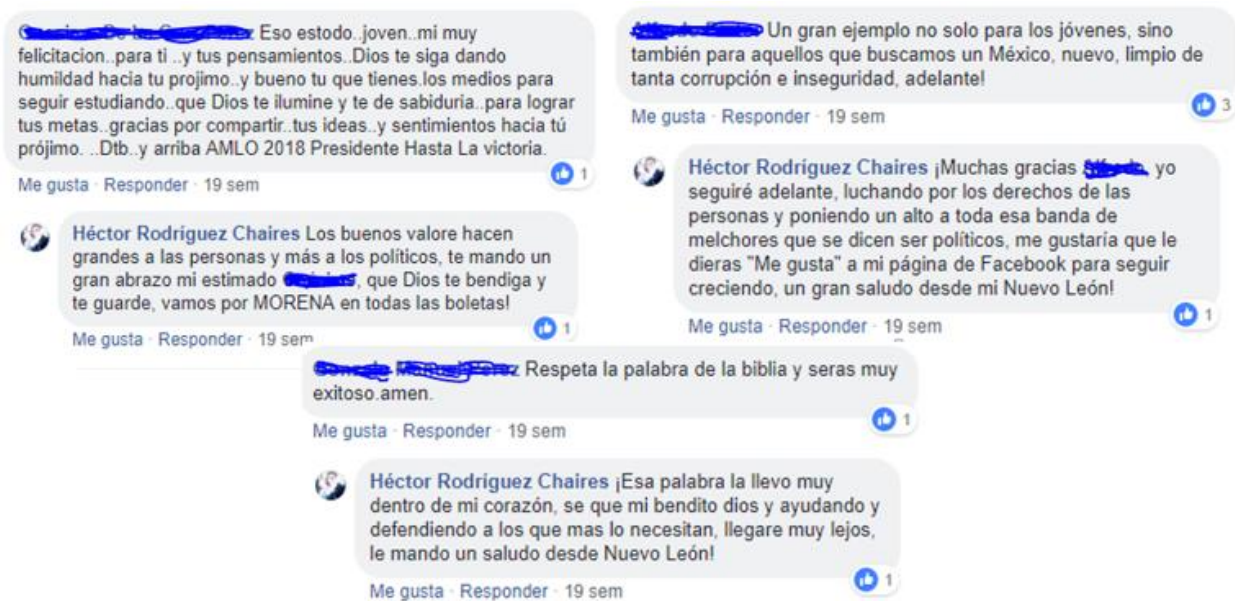 Eso estodo..joven..mi muy
felicitacion..para ti ..y tus pensamientos..Dios te siga dando
humildad hacia tu projimo..y bueno tu que tienes.los medios para
seguir estudiando..que Dios te ilumine y te de sabiduria..para lograr
tus metas..gracias por compartir..tus ideas..y sentimientos hacia tú
prójimo. ..Dtb..y arriba AMLO 2018 Presidente Hasta La victoria.
1
Me gusta · Responder · 19 sem
Héctor Rodríguez Chaires Los buenos valore hacen
grandes a las personas y más a los políticos, te mando un
gran abrazo mi estimado , que Dios te bendiga y
te guarde, vamos por MORENA en todas las boletas!
1
Me gusta · Responder · 19 sem
Un gran ejemplo no solo para los jóvenes, sino
también para aquellos que buscamos un México, nuevo, limpio de
tanta corrupción e inseguridad, adelante!
3
Me gusta · Responder · 19 sem
Héctor Rodríguez Chaires ¡Muchas gracias , yo
seguiré adelante, luchando por los derechos de las
personas y poniendo un alto a toda esa banda de
melchores que se dicen ser políticos, me gustaría que le
dieras "Me gusta" a mi página de Facebook para seguir
creciendo, un gran saludo desde mi Nuevo León!
1
Me gusta · Responder · 19 sem
Respeta la palabra de la biblia y seras muy
exitoso.amen.
1
Me gusta · Responder · 19 sem
Héctor Rodríguez Chaires ¡Esa palabra la llevo muy
dentro de mi corazón, se que mi bendito dios y ayudando y
defendiendo a los que mas lo necesitan, llegare muy lejos,
le mando un saludo desde Nuevo León!
1
Me gusta · Responder · 19 sem